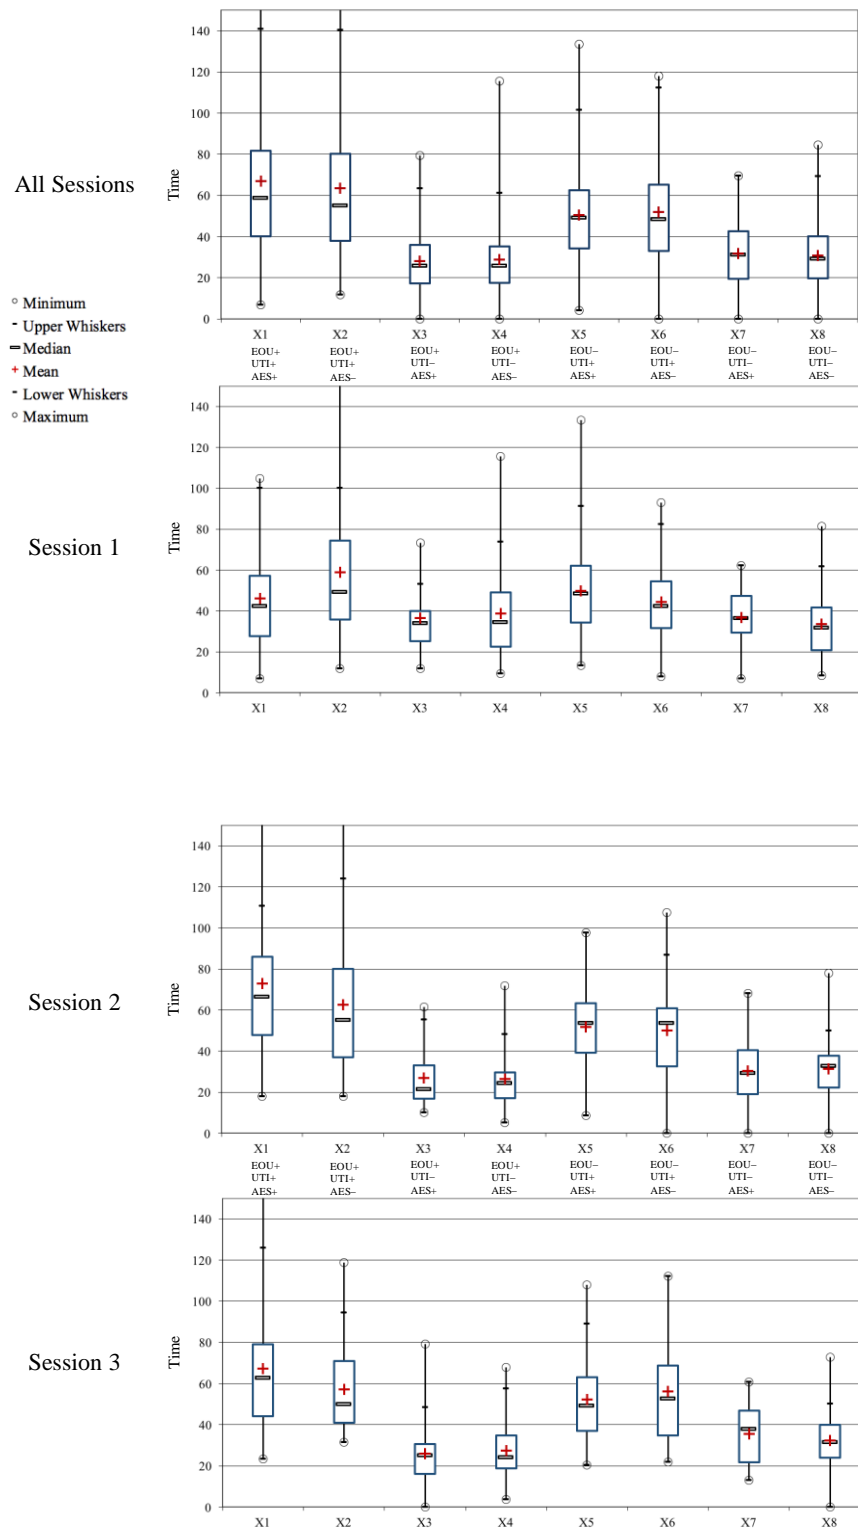 All Sessions
○ Minimum
- Upper Whiskers
Median
+ Mean
- Lower Whiskers
○ Maximum
Time
140
120
100
80
60
40
20
0
X1 X2 X3 X4 X5 X6 X7 X8
EOU+ EOU+ EOU+ EOU+ EOU− EOU− EOU− EOU−
UTI+ UTI+ UTI− UTI− UTI+ UTI+ UTI− UTI−
AES+ AES− AES+ AES− AES+ AES− AES+ AES−
Session 1
Time
140
120
100
80
60
40
20
0
X1 X2 X3 X4 X5 X6 X7 X8
Session 2
Time
140
120
100
80
60
40
20
0
X1 X2 X3 X4 X5 X6 X7 X8
EOU+ EOU+ EOU+ EOU+ EOU− EOU− EOU− EOU−
UTI+ UTI+ UTI− UTI− UTI+ UTI+ UTI− UTI−
AES+ AES− AES+ AES− AES+ AES− AES+ AES−
Session 3
Time
140
120
100
80
60
40
20
0
X1 X2 X3 X4 X5 X6 X7 X8